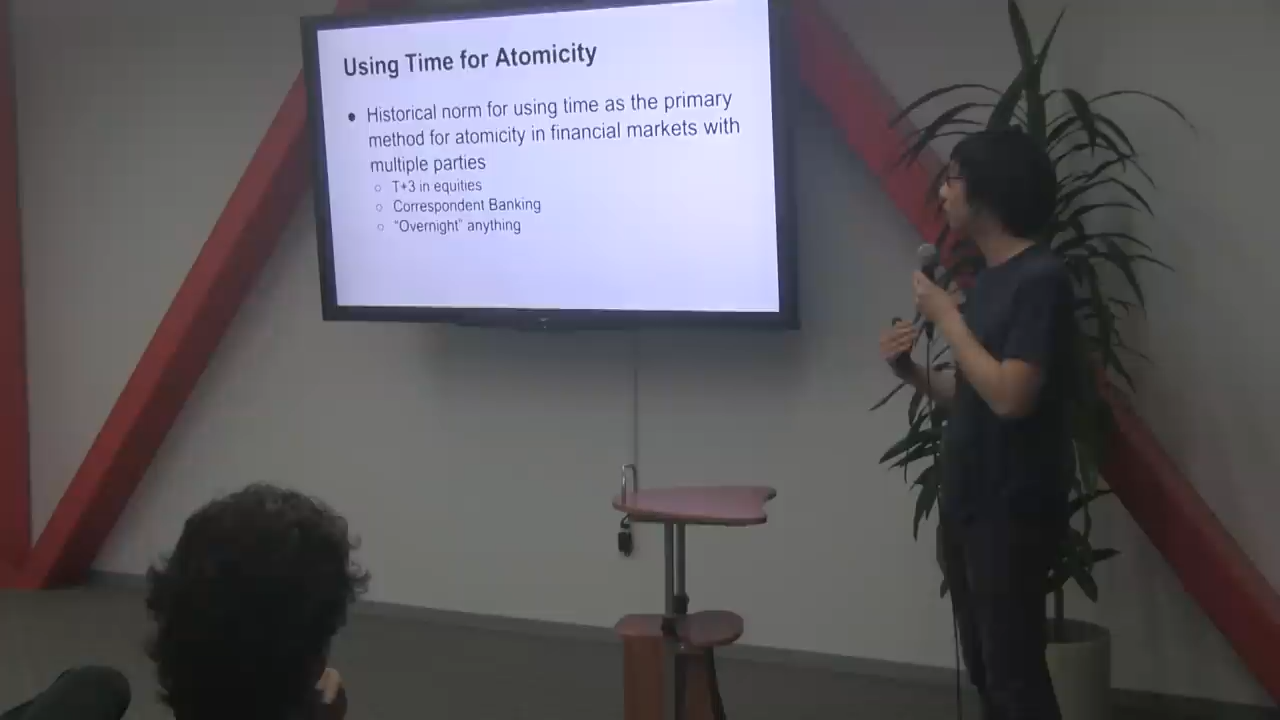 Using Time for Atomicity
● Historical norm for using time as the primary
method for atomicity in financial markets with
multiple parties
○ T+3 in equities
○ Correspondent Banking
○ “Overnight” anything